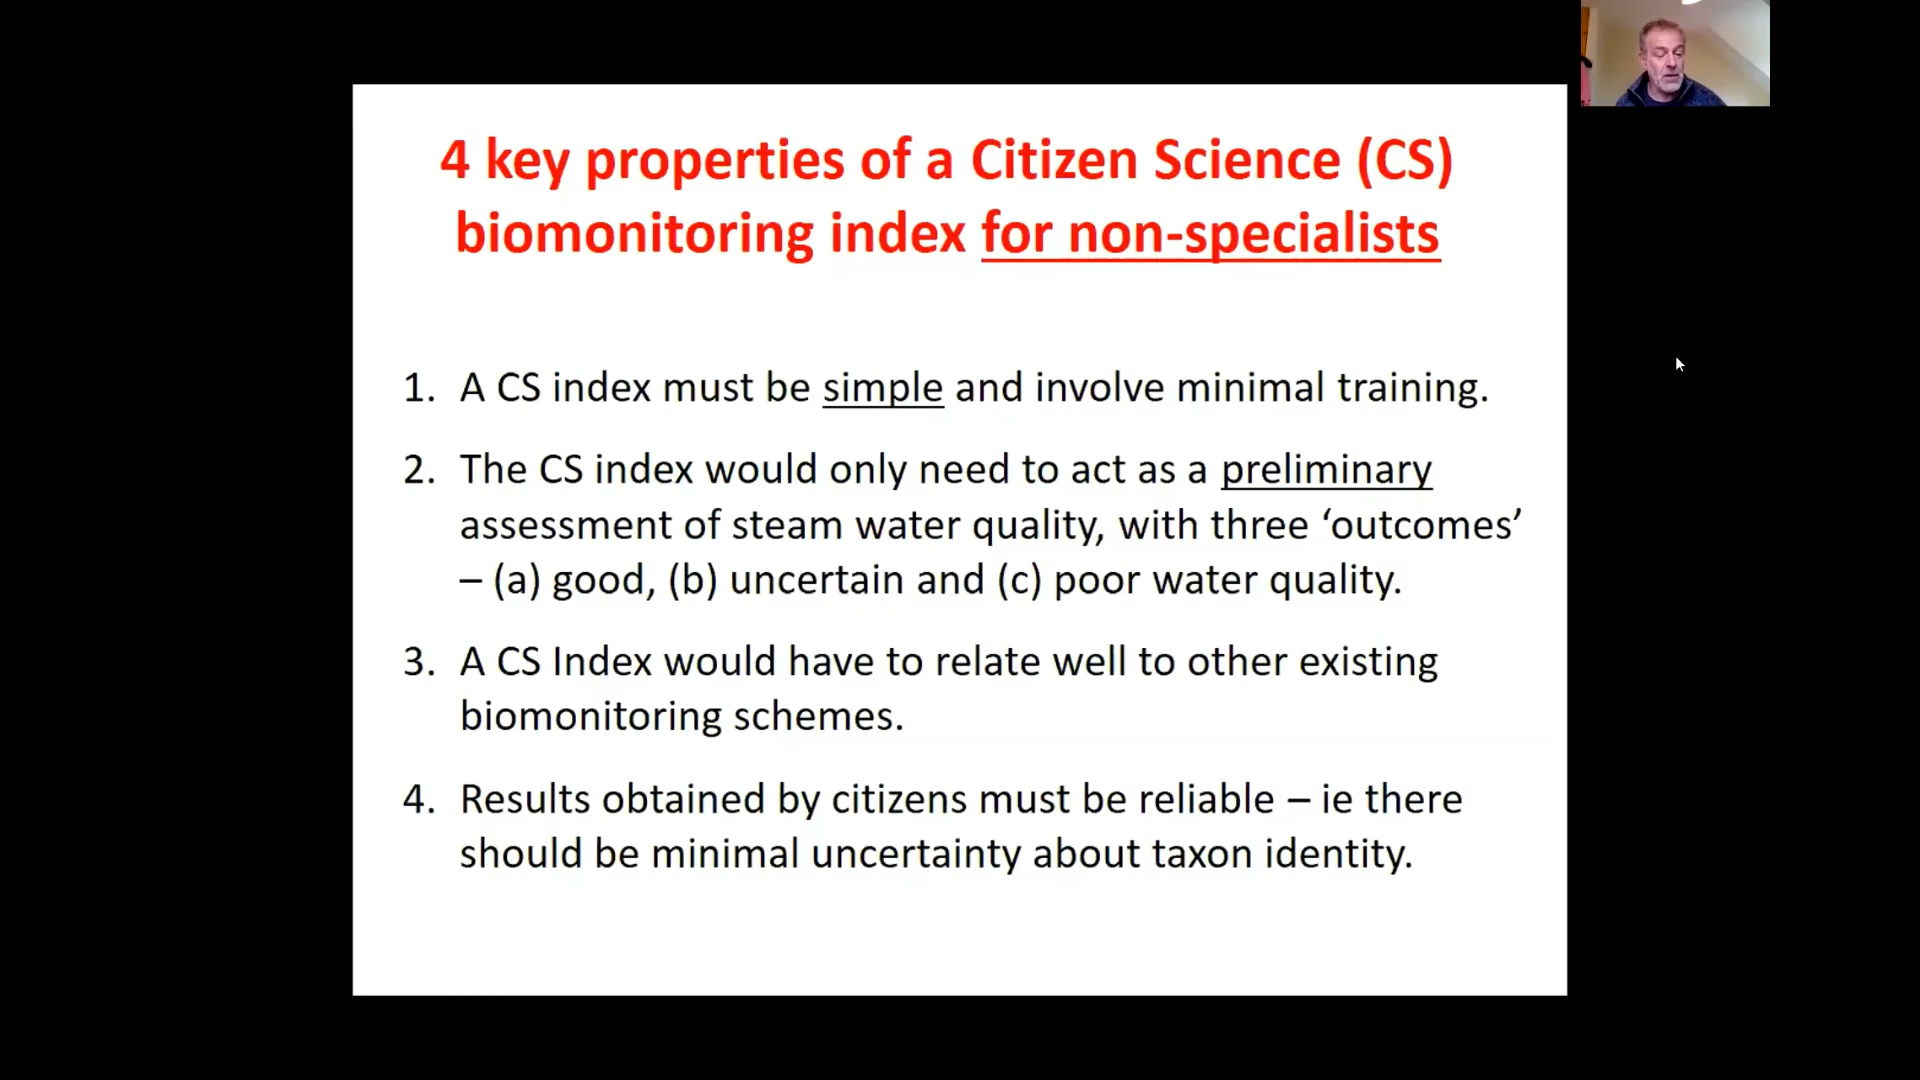 4 key properties of a Citizen Science (CS)
biomonitoring index for non-specialists
1. A CS index must be simple and involve minimal training.
2. The CS index would only need to act as a preliminary
assessment of steam water quality, with three ‘outcomes’
– (a) good, (b) uncertain and (c) poor water quality.
3. A CS Index would have to relate well to other existing
biomonitoring schemes.
4. Results obtained by citizens must be reliable – ie there
should be minimal uncertainty about taxon identity.